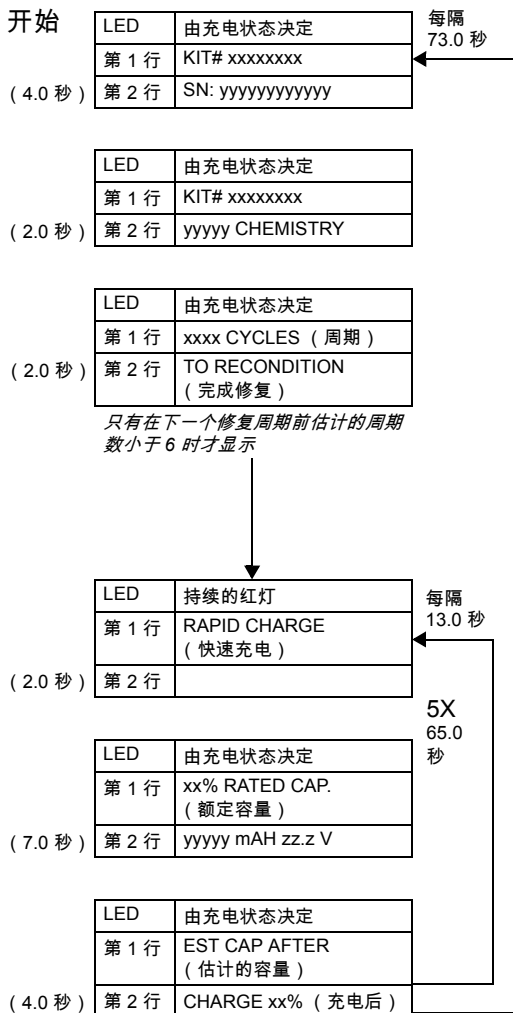 开始
LED 由充电状态决定
第 1 行 KIT# xxxxxxxx
(4.0 秒) 第 2 行 SN: yyyyyyyyyyyy
每隔
73.0 秒
LED 由充电状态决定
第 1 行 KIT# xxxxxxxx
(2.0 秒) 第 2 行 yyyyy CHEMISTRY
LED 由充电状态决定
第 1 行 xxxx CYCLES (周期)
(2.0 秒) 第 2 行 TO RECONDITION
(完成修复)
只有在下一个修复周期前估计的周期
数小于 6 时才显示
LED 持续的红灯
第 1 行 RAPID CHARGE
(快速充电)
(2.0 秒) 第 2 行
每隔
13.0 秒
5X
65.0
秒
LED 由充电状态决定
第 1 行 xx% RATED CAP.
(额定容量)
(7.0 秒) 第 2 行 yyyyy mAH zz.z V
LED 由充电状态决定
第 1 行 EST CAP AFTER
(估计的容量)
(4.0 秒) 第 2 行 CHARGE xx% (充电后)